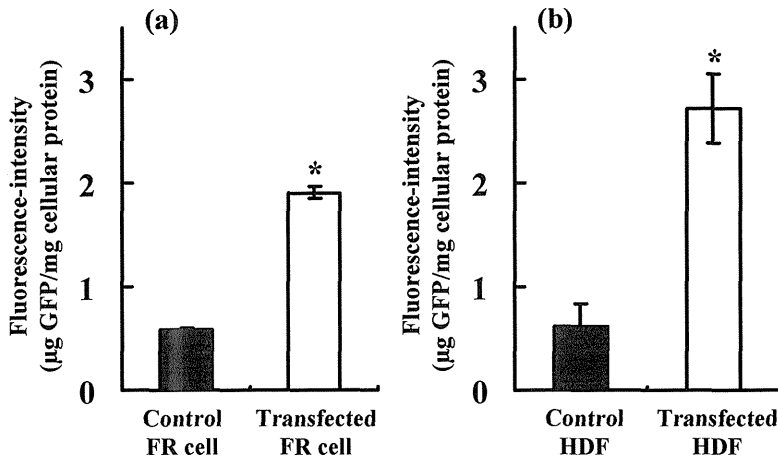 (a)
Fluorescence-intensity
(µg GFP/mg cellular protein)
3
2
1
0
*
Control
FR cell
Transfected
FR cell
(b)
Fluorescence-intensity
(µg GFP/mg cellular protein)
3
2
1
0
*
Control
HDF
Transfected
HDF